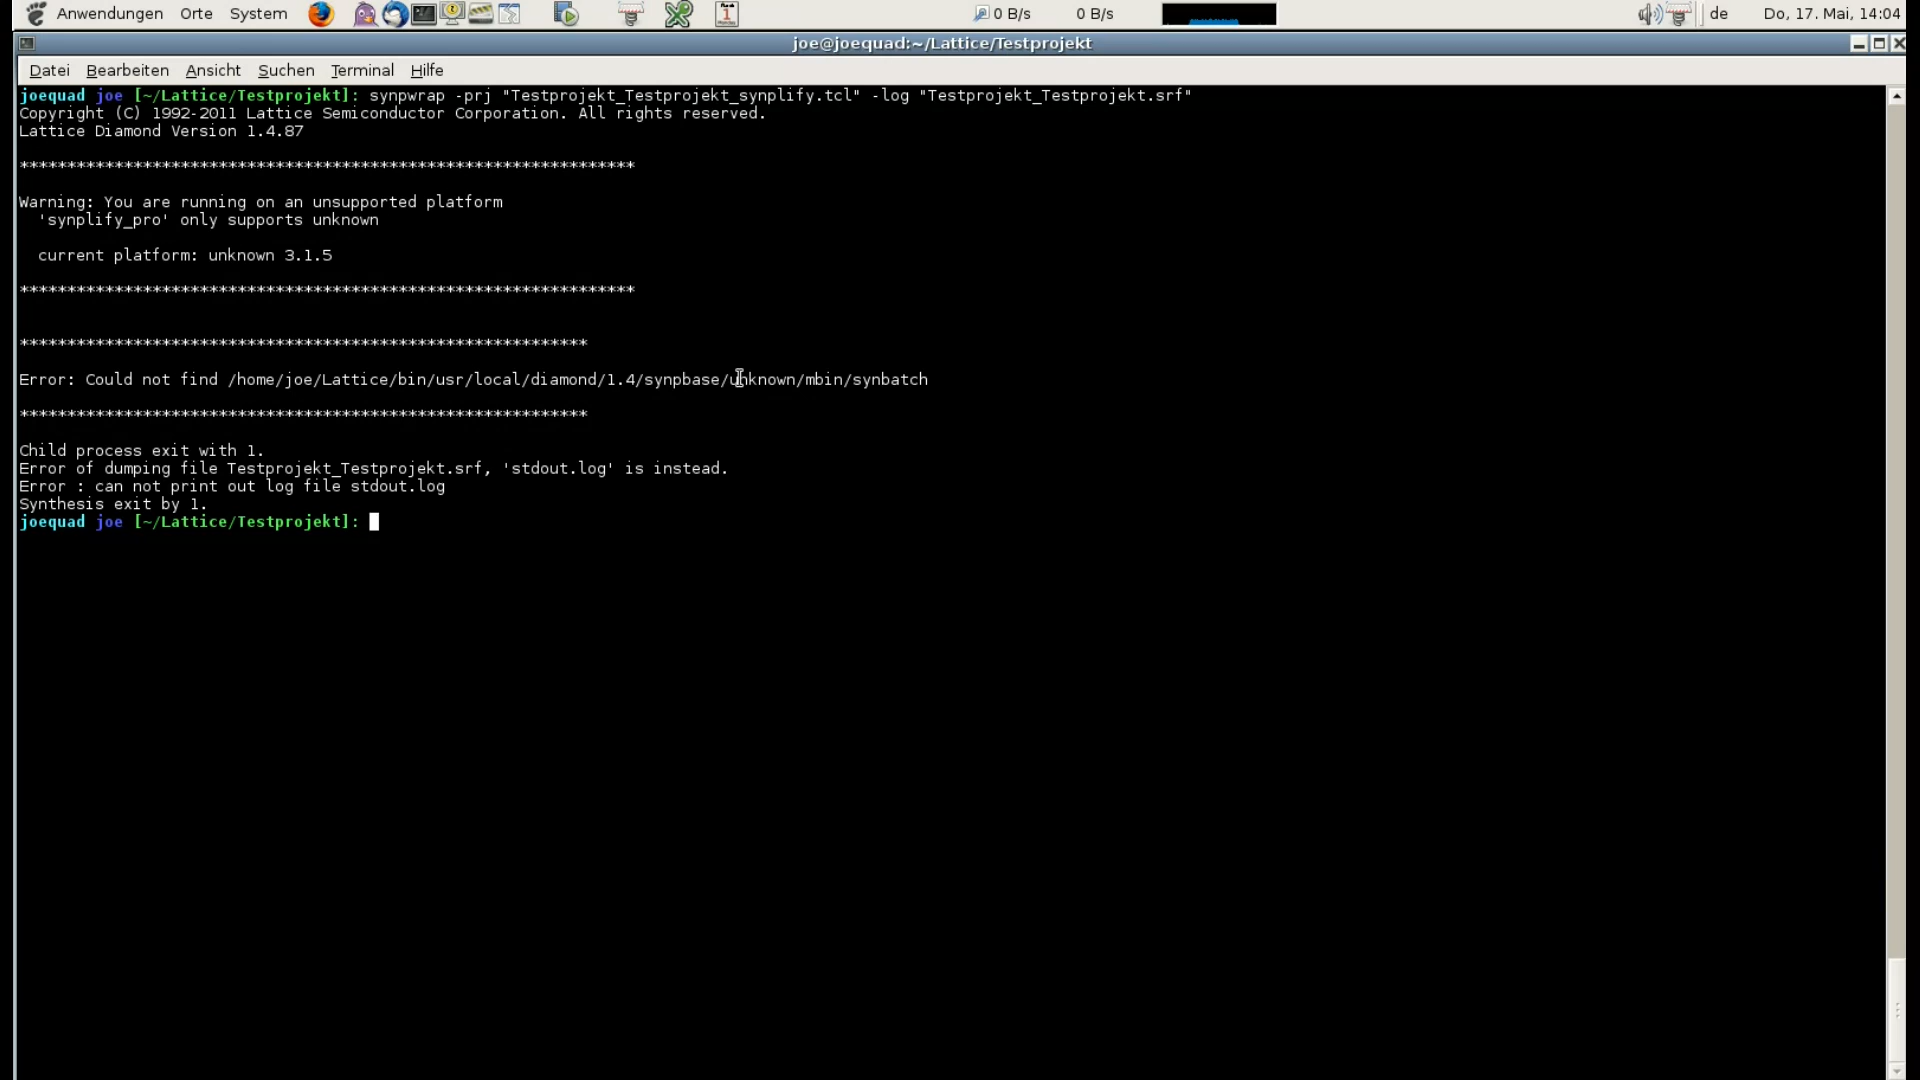 Anwendungen Orte System 0 B/s 0 B/s de Do, 17. Mai, 14:04
joe@joequad:~/Lattice/Testprojekt
Datei Bearbeiten Ansicht Suchen Terminal Hilfe
joequad joe [~/Lattice/Testprojekt]: synpwrap -prj "Testprojekt_Testprojekt_synplify.tcl" -log "Testprojekt_Testprojekt.srf"
Copyright (C) 1992-2011 Lattice Semiconductor Corporation. All rights reserved.
Lattice Diamond Version 1.4.87
*****************************************************************
Warning: You are running on an unsupported platform
'synplify_pro' only supports unknown
current platform: unknown 3.1.5
*****************************************************************
************************************************************
Error: Could not find /home/joe/Lattice/bin/usr/local/diamond/1.4/synpbase/unknown/mbin/synbatch
************************************************************
Child process exit with 1.
Error of dumping file Testprojekt_Testprojekt.srf, 'stdout.log' is instead.
Error : can not print out log file stdout.log
Synthesis exit by 1.
joequad joe [~/Lattice/Testprojekt]: